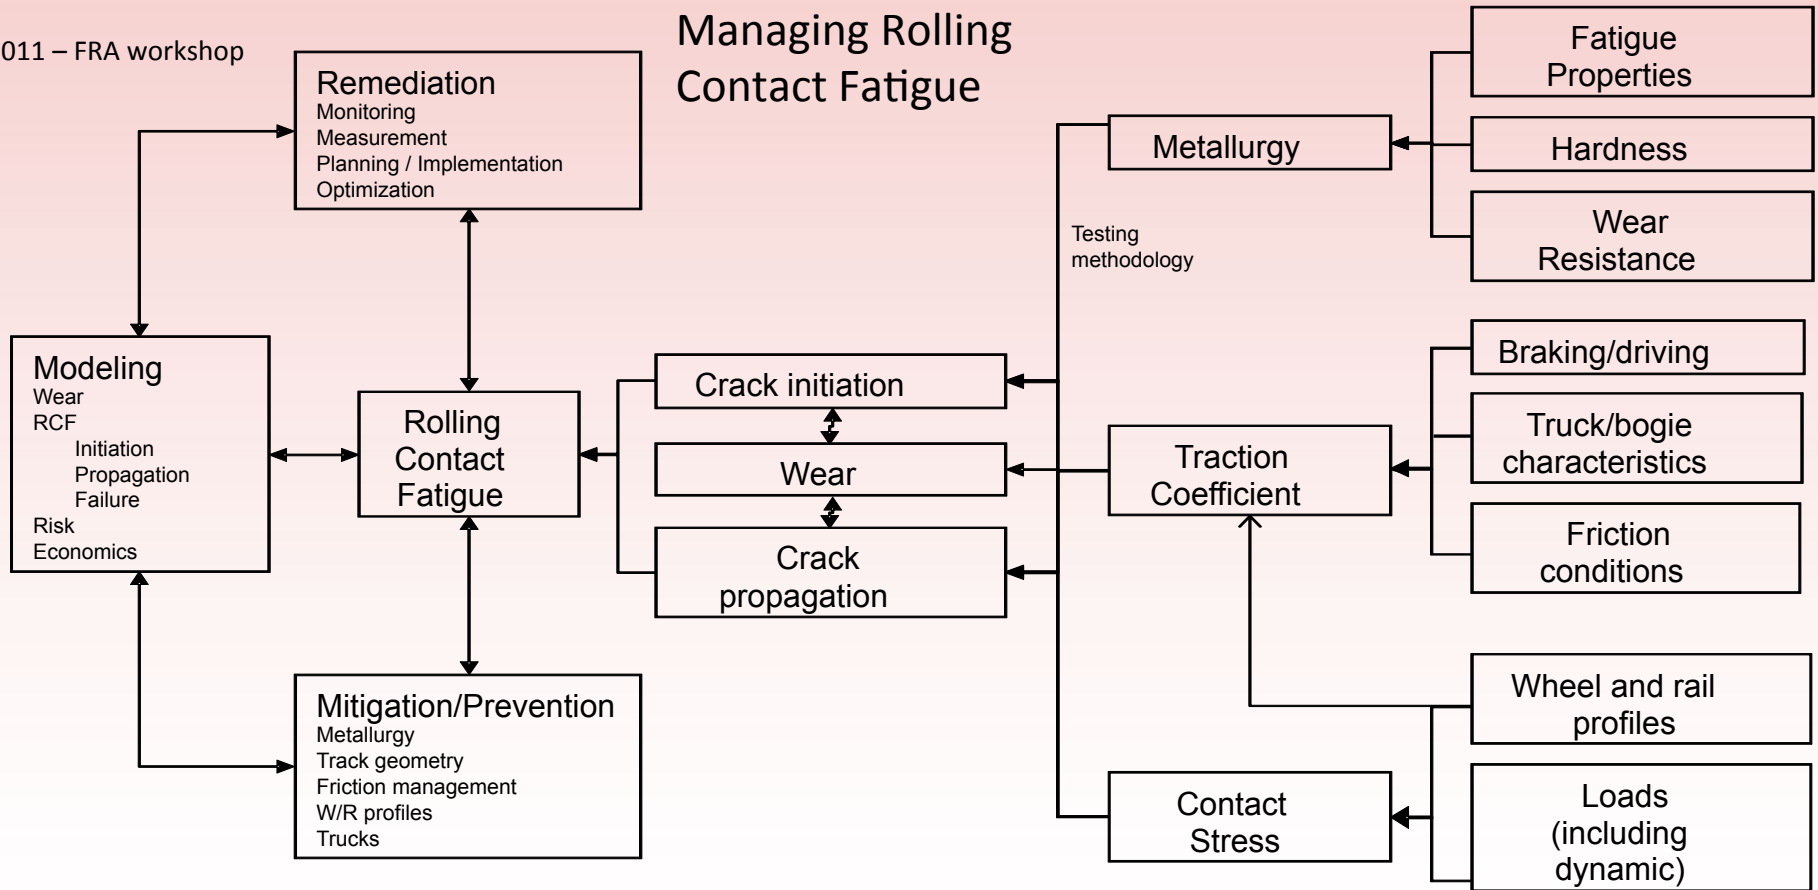 011 – FRA workshop
Managing Rolling
Contact Fatigue
Remediation
Monitoring
Measurement
Planning / Implementation
Optimization
Modeling
Wear
RCF
Initiation
Propagation
Failure
Risk
Economics
Rolling
Contact
Fatigue
Mitigation/Prevention
Metallurgy
Track geometry
Friction management
W/R profiles
Trucks
Crack initiation
Wear
Crack
propagation
Testing
methodology
Metallurgy
Traction
Coefficient
Contact
Stress
Fatigue
Properties
Hardness
Wear
Resistance
Braking/driving
Truck/bogie
characteristics
Friction
conditions
Wheel and rail
profiles
Loads
(including
dynamic)